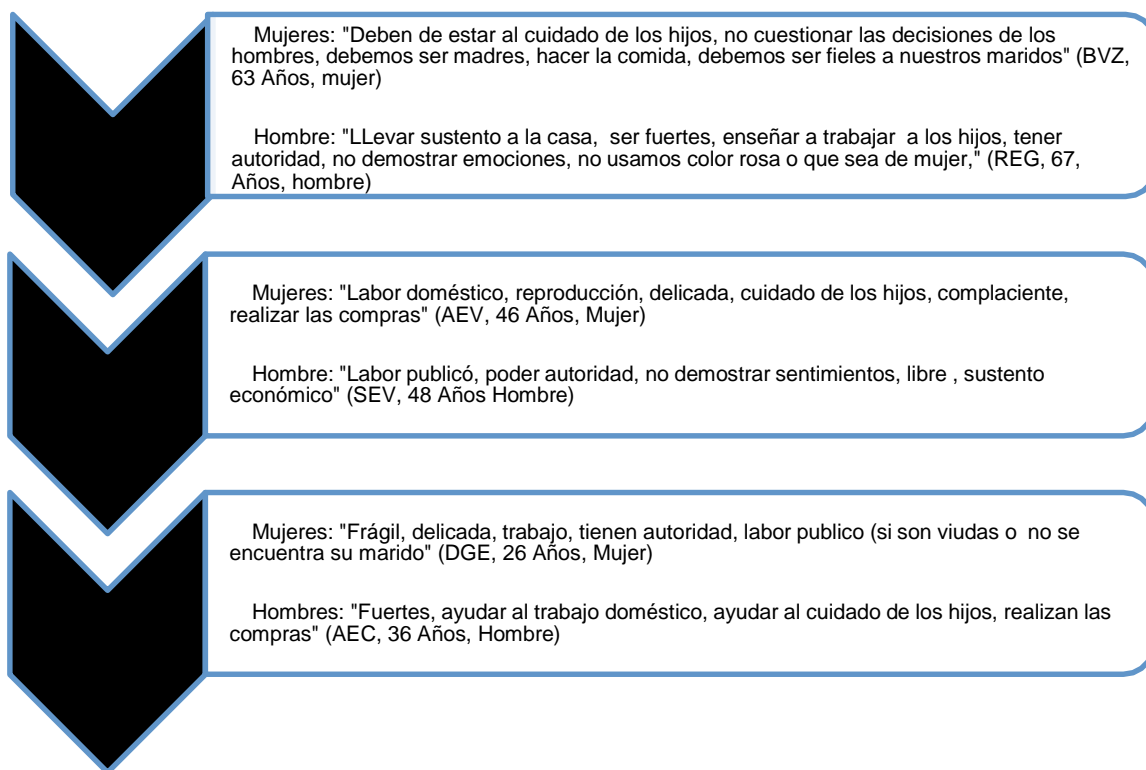 Mujeres: "Deben de estar al cuidado de los hijos, no cuestionar las decisiones de los
hombres, debemos ser madres, hacer la comida, debemos ser fieles a nuestros maridos" (BVZ,
63 Años, mujer)
Hombre: "LLevar sustento a la casa, ser fuertes, enseñar a trabajar a los hijos, tener
autoridad, no demostrar emociones, no usamos color rosa o que sea de mujer," (REG, 67,
Años, hombre)
Mujeres: "Labor doméstico, reproducción, delicada, cuidado de los hijos, complaciente,
realizar las compras" (AEV, 46 Años, Mujer)
Hombre: "Labor publicó, poder autoridad, no demostrar sentimientos, libre , sustento
económico" (SEV, 48 Años Hombre)
Mujeres: "Frágil, delicada, trabajo, tienen autoridad, labor publico (si son viudas o no se
encuentra su marido" (DGE, 26 Años, Mujer)
Hombres: "Fuertes, ayudar al trabajo doméstico, ayudar al cuidado de los hijos, realizan las
compras" (AEC, 36 Años, Hombre)